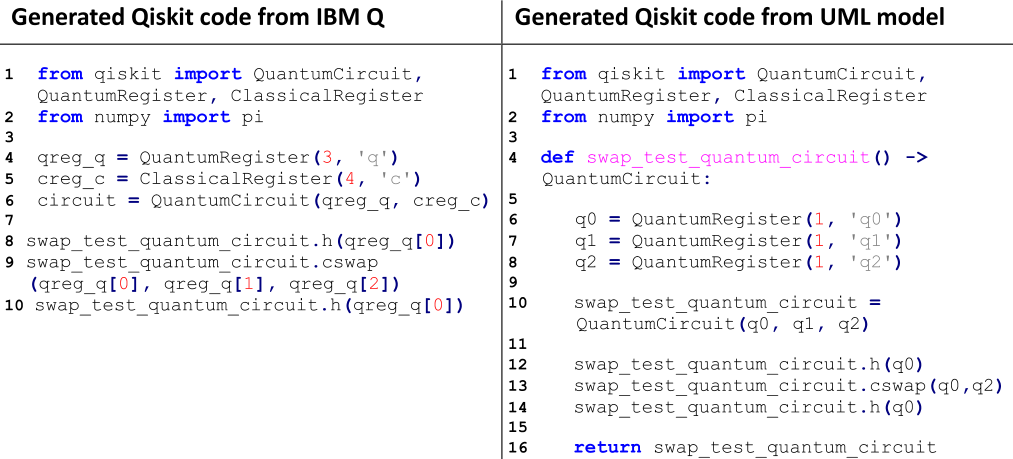 Generated Qiskit code from IBM Q
1 from qiskit import QuantumCircuit,
QuantumRegister, ClassicalRegister
2 from numpy import pi
3
4 qreg_q = QuantumRegister(3, 'q')
5 creg_c = ClassicalRegister(4, 'c')
6 circuit = QuantumCircuit(qreg_q, creg_c)
7
8 swap_test_quantum_circuit.h(qreg_q[0])
9 swap_test_quantum_circuit.cswap
(qreg_q[0], qreg_q[1], qreg_q[2])
10 swap_test_quantum_circuit.h(qreg_q[0])
Generated Qiskit code from UML model
1 from qiskit import QuantumCircuit,
QuantumRegister, ClassicalRegister
2 from numpy import pi
3
4 def swap_test_quantum_circuit() ->
QuantumCircuit:
5
6 q0 = QuantumRegister(1, 'q0')
7 q1 = QuantumRegister(1, 'q1')
8 q2 = QuantumRegister(1, 'q2')
9
10 swap_test_quantum_circuit =
QuantumCircuit(q0, q1, q2)
11
12 swap_test_quantum_circuit.h(q0)
13 swap_test_quantum_circuit.cswap(q0,q2)
14 swap_test_quantum_circuit.h(q0)
15
16 return swap_test_quantum_circuit